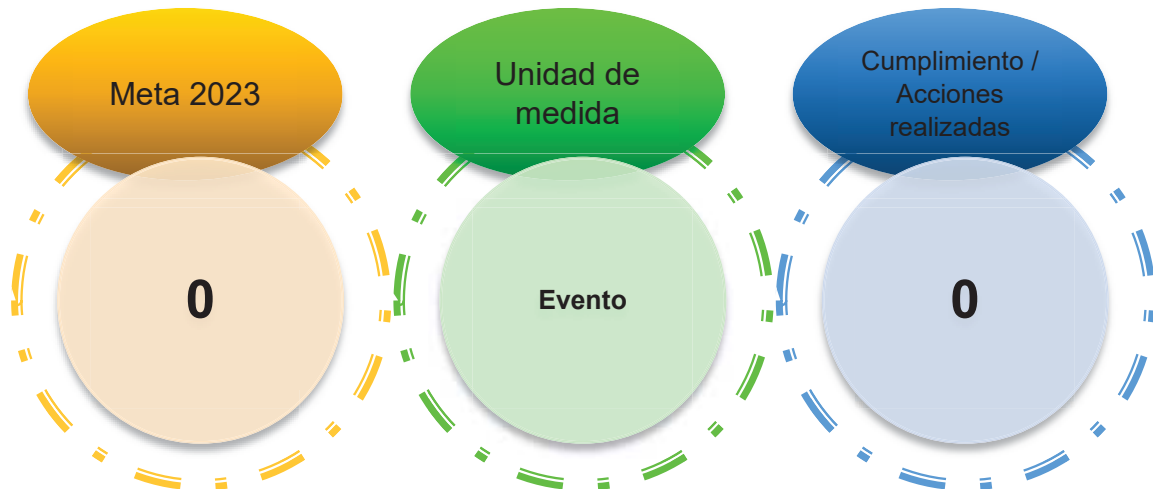 Meta 2023
0
Unidad de
medida
Evento
Cumplimiento /
Acciones
realizadas
0